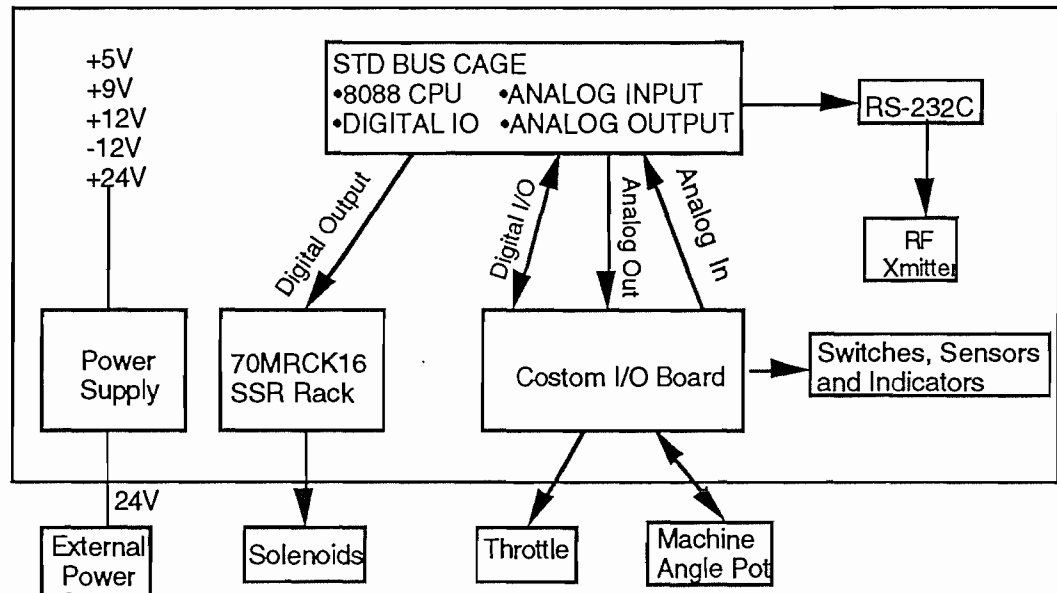 +5V
+9V
+12V
-12V
+24V
STD BUS CAGE
•8088 CPU •ANALOG INPUT
•DIGITAL IO •ANALOG OUTPUT
RS-232C
RF
Xmitter
Digital Output
Digital I/O
Analog Out
Analog In
Power
Supply
70MRCK16
SSR Rack
Costom I/O Board
Switches, Sensors
and Indicators
24V
External
Power
Solenoids
Throttle
Machine
Angle Pot